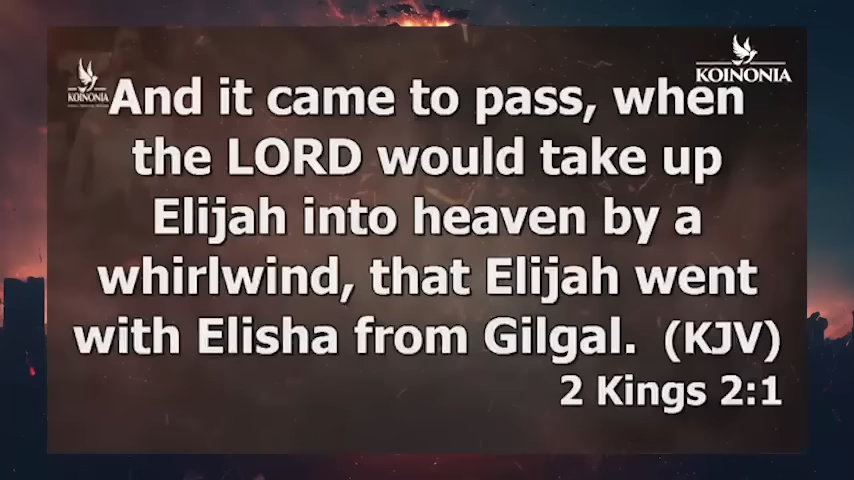 KOINONIA
KOINONIA
And it came to pass, when
the LORD would take up
Elijah into heaven by a
whirlwind, that Elijah went
with Elisha from Gilgal. (KJV)
2 Kings 2:1